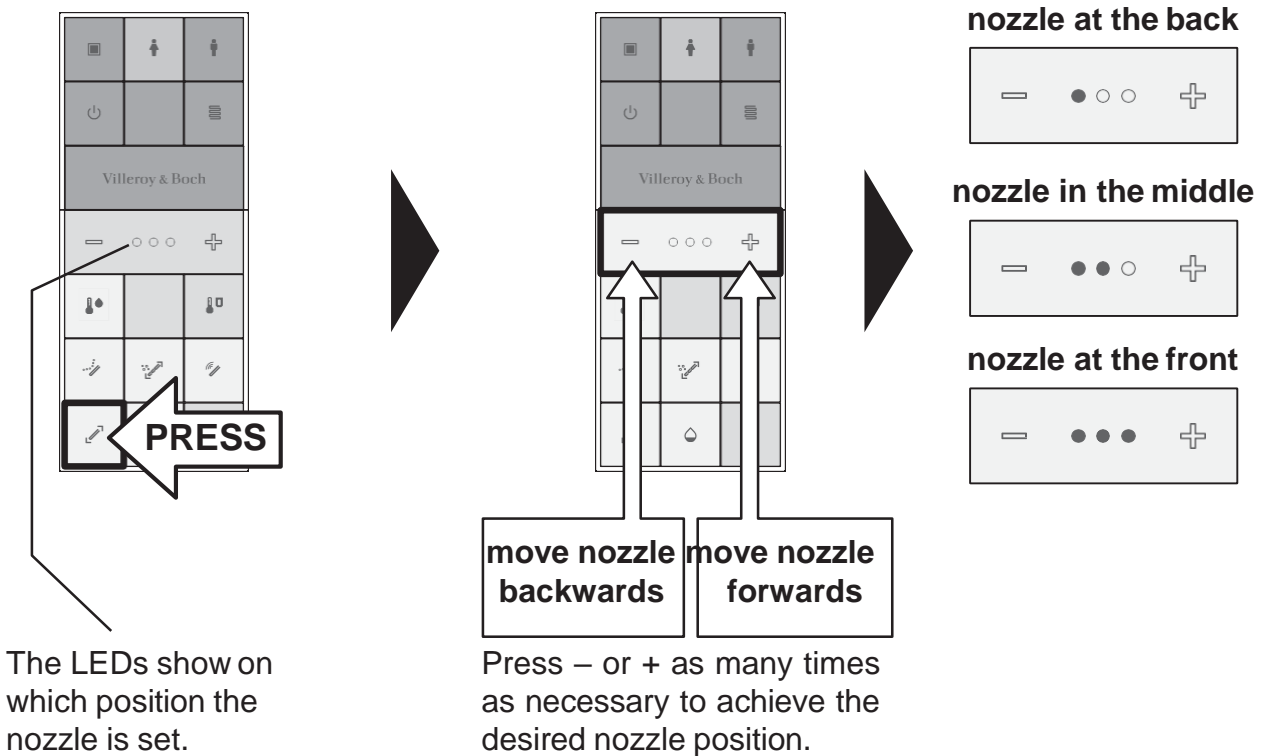 Villeroy & Boch
PRESS
The LEDs show on
which position the
nozzle is set.
Villeroy & Boch
move nozzle
backwards
move nozzle
forwards
Press – or + as many times
as necessary to achieve the
desired nozzle position.
nozzle at the back
nozzle in the middle
nozzle at the front